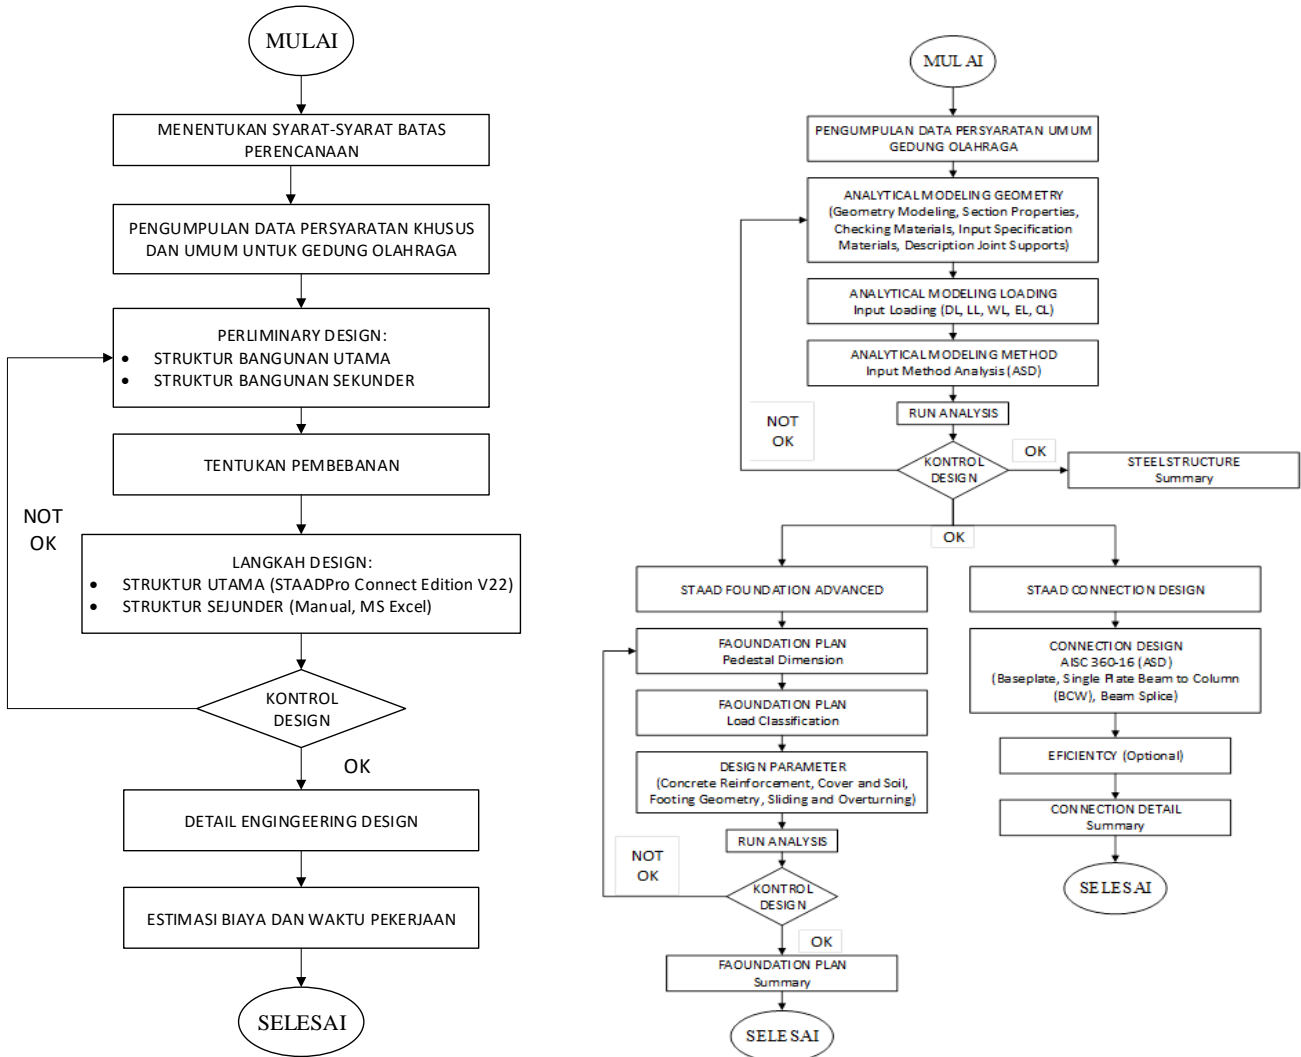 MULAI
MENENTUKAN SYARAT-SYARAT BATAS
PERENCANAAN
PENGUMPULAN DATA PERSYARATAN KHUSUS
DAN UMUM UNTUK GEDUNG OLAHRAGA
PERLIMINARY DESIGN:
• STRUKTUR BANGUNAN UTAMA
• STRUKTUR BANGUNAN SEKUNDER
TENTUKAN PEMBEBANAN
NOT
OK
LANGKAH DESIGN:
• STRUKTUR UTAMA (STAADPro Connect Edition V22)
• STRUKTUR SEJUNDER (Manual, MS Excel)
KONTROL
DESIGN
OK
DETAIL ENGINGEERING DESIGN
ESTIMASI BIAYA DAN WAKTU PEKERJAAN
SELESAI
MULAI
PENGUMPULAN DATA PERSYARATAN UMUM
GEDUNG OLAHRAGA
ANALYTICAL MODELING GEOMETRY
(Geometry Modeling, Section Properties,
Checking Materials, Input Specification
Materials, Description Joint Supports)
ANALYTICAL MODELING LOADING
Input Loading (DL, LL, WL, EL, CL)
ANALYTICAL MODELING METHOD
Input Method Analysis (ASD)
RUN ANALYSIS
NOT
OK
KONTROL
DESIGN
OK
STEEL STRUCTURE
Summary
OK
STAAD FOUNDATION ADVANCED
FAOUNDATION PLAN
Pedestal Dimension
FAOUNDATION PLAN
Load Classification
DESIGN PARAMETER
(Concrete Reinforcement, Cover and Soil,
Footing Geometry, Sliding and Overturning)
RUN ANALYSIS
NOT
OK
KONTROL
DESIGN
OK
FAOUNDATION PLAN
Summary
SELESAI
STAAD CONNECTION DESIGN
CONNECTION DESIGN
AISC 360-16 (ASD)
(Baseplate, Single Plate Beam to Column
(BCW), Beam Splice)
EFICIENTCY (Optional)
CONNECTION DETAIL
Summary
SELESAI